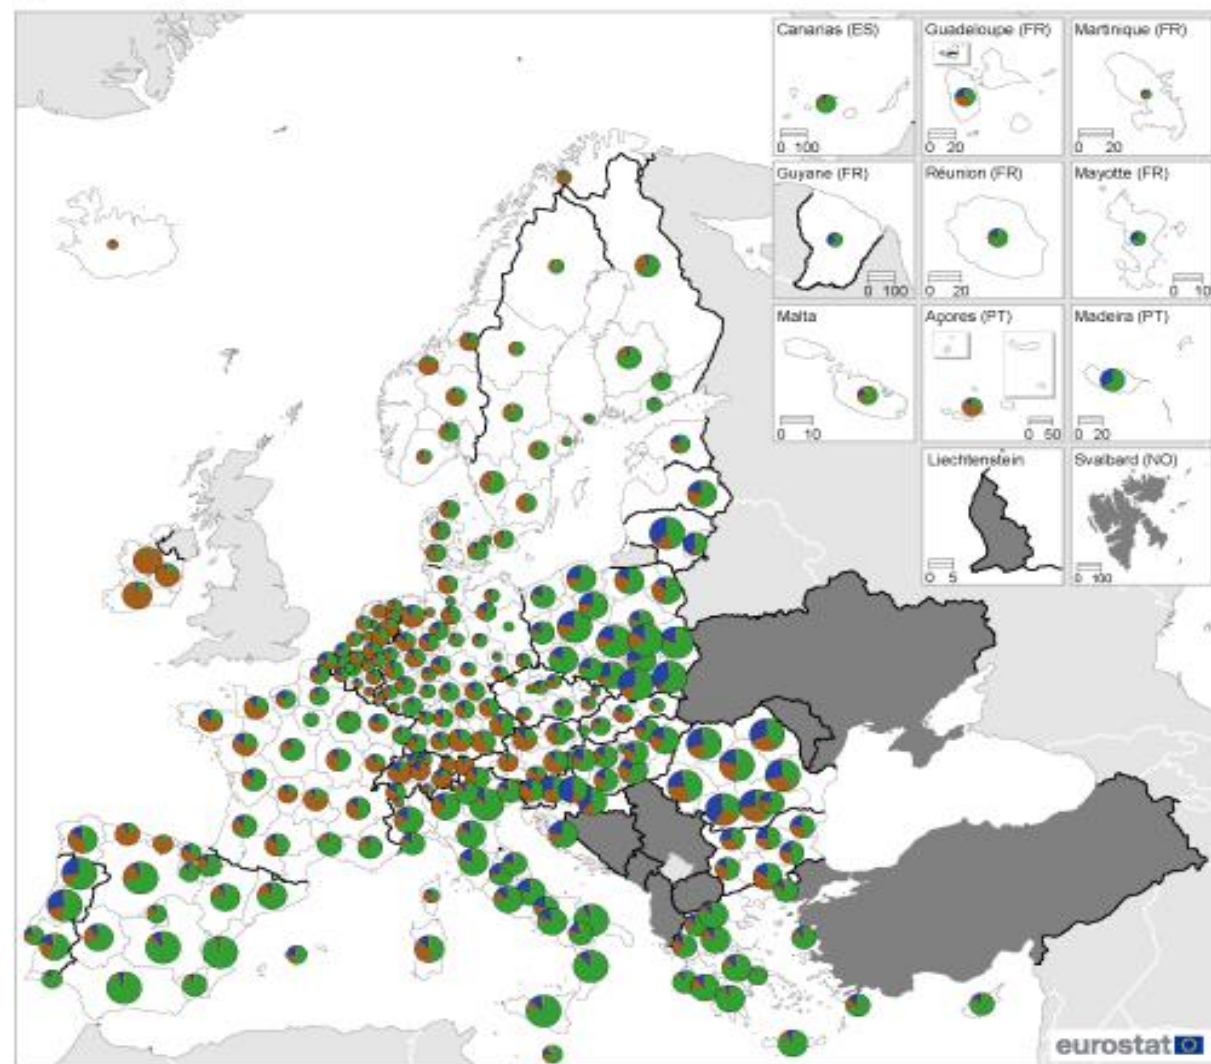 Canarias (ES)
0 100
Guadeloupe (FR)
0 20
Martinique (FR)
0 20
Guyane (FR)
0 100
Réunion (FR)
0 20
Mayotte (FR)
0 10
Malta
0 10
Açores (PT)
0 50
Madeira (PT)
0 20
Liechtenstein
0 5
Svalbard (NO)
0 100
eurostat